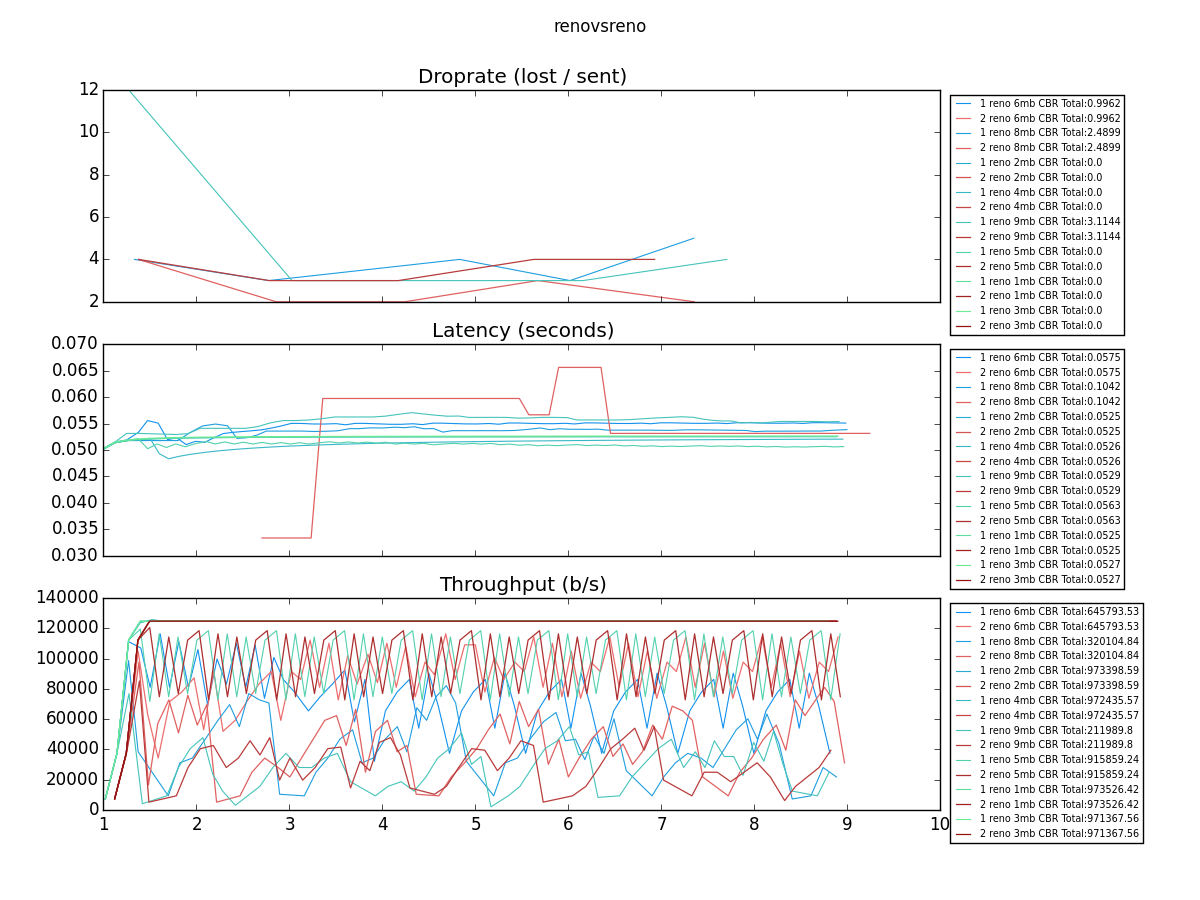 renovsreno
Droprate (lost / sent)
12
10
8
6
4
2
1 reno 6mb CBR Total:0.9962
2 reno 6mb CBR Total:0.9962
1 reno 8mb CBR Total:2.4899
2 reno 8mb CBR Total:2.4899
1 reno 2mb CBR Total:0.0
2 reno 2mb CBR Total:0.0
1 reno 4mb CBR Total:0.0
2 reno 4mb CBR Total:0.0
1 reno 9mb CBR Total:3.1144
2 reno 9mb CBR Total:3.1144
1 reno 5mb CBR Total:0.0
2 reno 5mb CBR Total:0.0
1 reno 1mb CBR Total:0.0
2 reno 1mb CBR Total:0.0
1 reno 3mb CBR Total:0.0
2 reno 3mb CBR Total:0.0
Latency (seconds)
0.070
0.065
0.060
0.055
0.050
0.045
0.040
0.035
0.030
1 reno 6mb CBR Total:0.0575
2 reno 6mb CBR Total:0.0575
1 reno 8mb CBR Total:0.1042
2 reno 8mb CBR Total:0.1042
1 reno 2mb CBR Total:0.0525
2 reno 2mb CBR Total:0.0525
1 reno 4mb CBR Total:0.0526
2 reno 4mb CBR Total:0.0526
1 reno 9mb CBR Total:0.0529
2 reno 9mb CBR Total:0.0529
1 reno 5mb CBR Total:0.0563
2 reno 5mb CBR Total:0.0563
1 reno 1mb CBR Total:0.0525
2 reno 1mb CBR Total:0.0525
1 reno 3mb CBR Total:0.0527
2 reno 3mb CBR Total:0.0527
Throughput (b/s)
140000
120000
100000
80000
60000
40000
20000
0
1 2 3 4 5 6 7 8 9 10
1 reno 6mb CBR Total:645793.53
2 reno 6mb CBR Total:645793.53
1 reno 8mb CBR Total:320104.84
2 reno 8mb CBR Total:320104.84
1 reno 2mb CBR Total:973398.59
2 reno 2mb CBR Total:973398.59
1 reno 4mb CBR Total:972435.57
2 reno 4mb CBR Total:972435.57
1 reno 9mb CBR Total:211989.8
2 reno 9mb CBR Total:211989.8
1 reno 5mb CBR Total:915859.24
2 reno 5mb CBR Total:915859.24
1 reno 1mb CBR Total:973526.42
2 reno 1mb CBR Total:973526.42
1 reno 3mb CBR Total:971367.56
2 reno 3mb CBR Total:971367.56